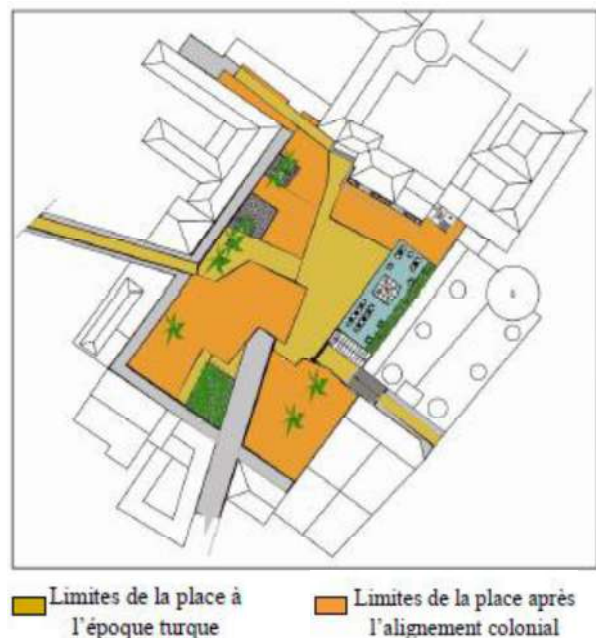 Limites de la place à
l'époque turque
Limites de la place après
l'alignement colonial